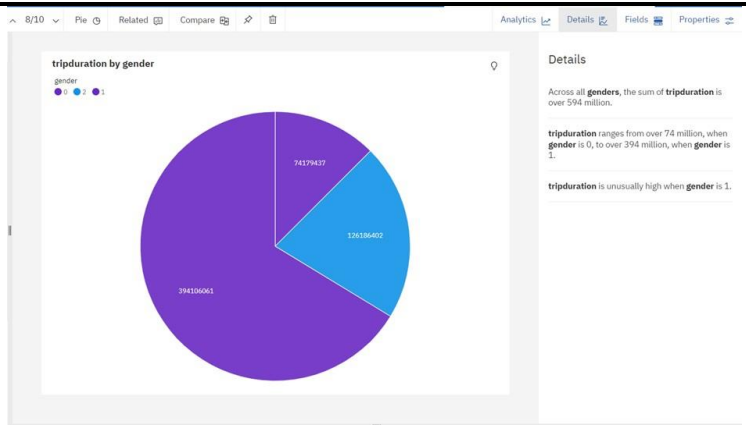 8/10 Pie Related Compare Analytics Details Fields Properties
tripduration by gender
gender
0 2 1
74179437
126186402
394106061
Details
Across all genders, the sum of tripduration is
over 594 million.
tripduration ranges from over 74 million, when
gender is 0, to over 394 million, when gender is
1.
tripduration is unusually high when gender is 1.